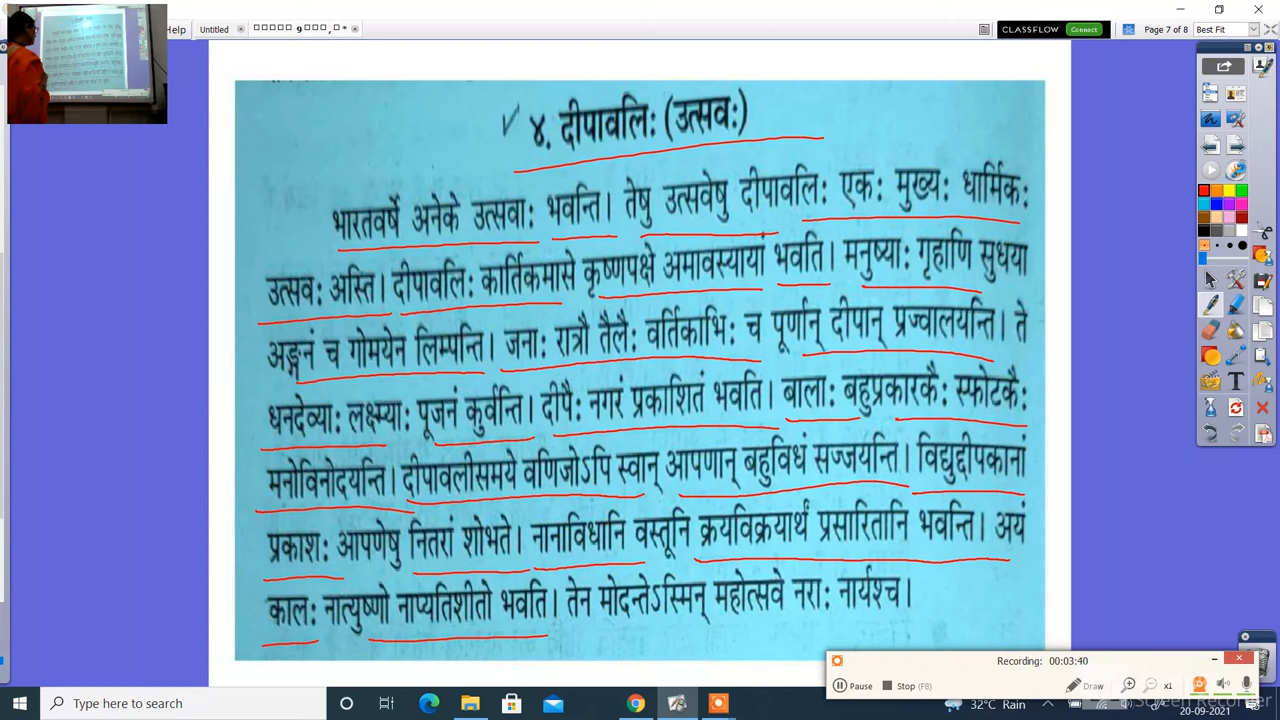 Help Untitled 9 CLASSFLOW Connect Page 7 of 8 Best Fit
४. दीपावलिः (उत्सवः)
भारतवर्षे अनेके उत्सवाः भवन्ति। तेषु उत्सवेषु दीपावलिः एकः मुख्यः धार्मिकः
उत्सवः अस्ति। दीपावलिः कार्तिकमासे कृष्णपक्षे अमावस्यायां भवति। मनुष्याः गृहाणि सुधया
अङ्गनं च गोमयेन लिम्पन्ति। जनाः रात्रौ तैलैः वर्तिकाभिः च पूर्णान् दीपान् प्रज्वालयन्ति। ते
धनदेव्याः लक्ष्म्याः पूजनं कुर्वन्ति। दीपैः नगरं प्रकाशितं भवति। बालाः बहुप्रकारकैः स्फोटकैः
मनोविनोदयन्ति। दीपावलीसमये वणिजोऽपि स्वान् आपणान् बहुविधं सज्जयन्ति। विद्युद्दीपकानां
प्रकाशः आपणेषु नितरां शोभते। नानाविधानि वस्तूनि क्रयविक्रयार्थं प्रसारितानि भवन्ति। अयं
कालः नात्युष्णो नाप्यतिशीतो भवति। तेन मोदन्तेऽस्मिन् महोत्सवे नराः नार्यश्च।
Recording: 00:03:40
Pause Stop (F8) x1 Draw
Screen Recorder
Type here to search 32°C Rain 20-09-2021